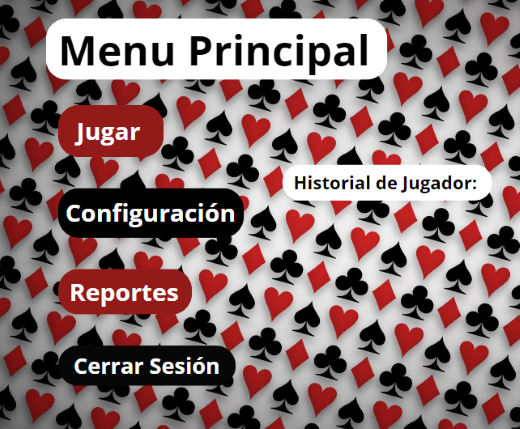 Menu Principal
Jugar
Historial de Jugador:
Configuración
Reportes
Cerrar Sesión